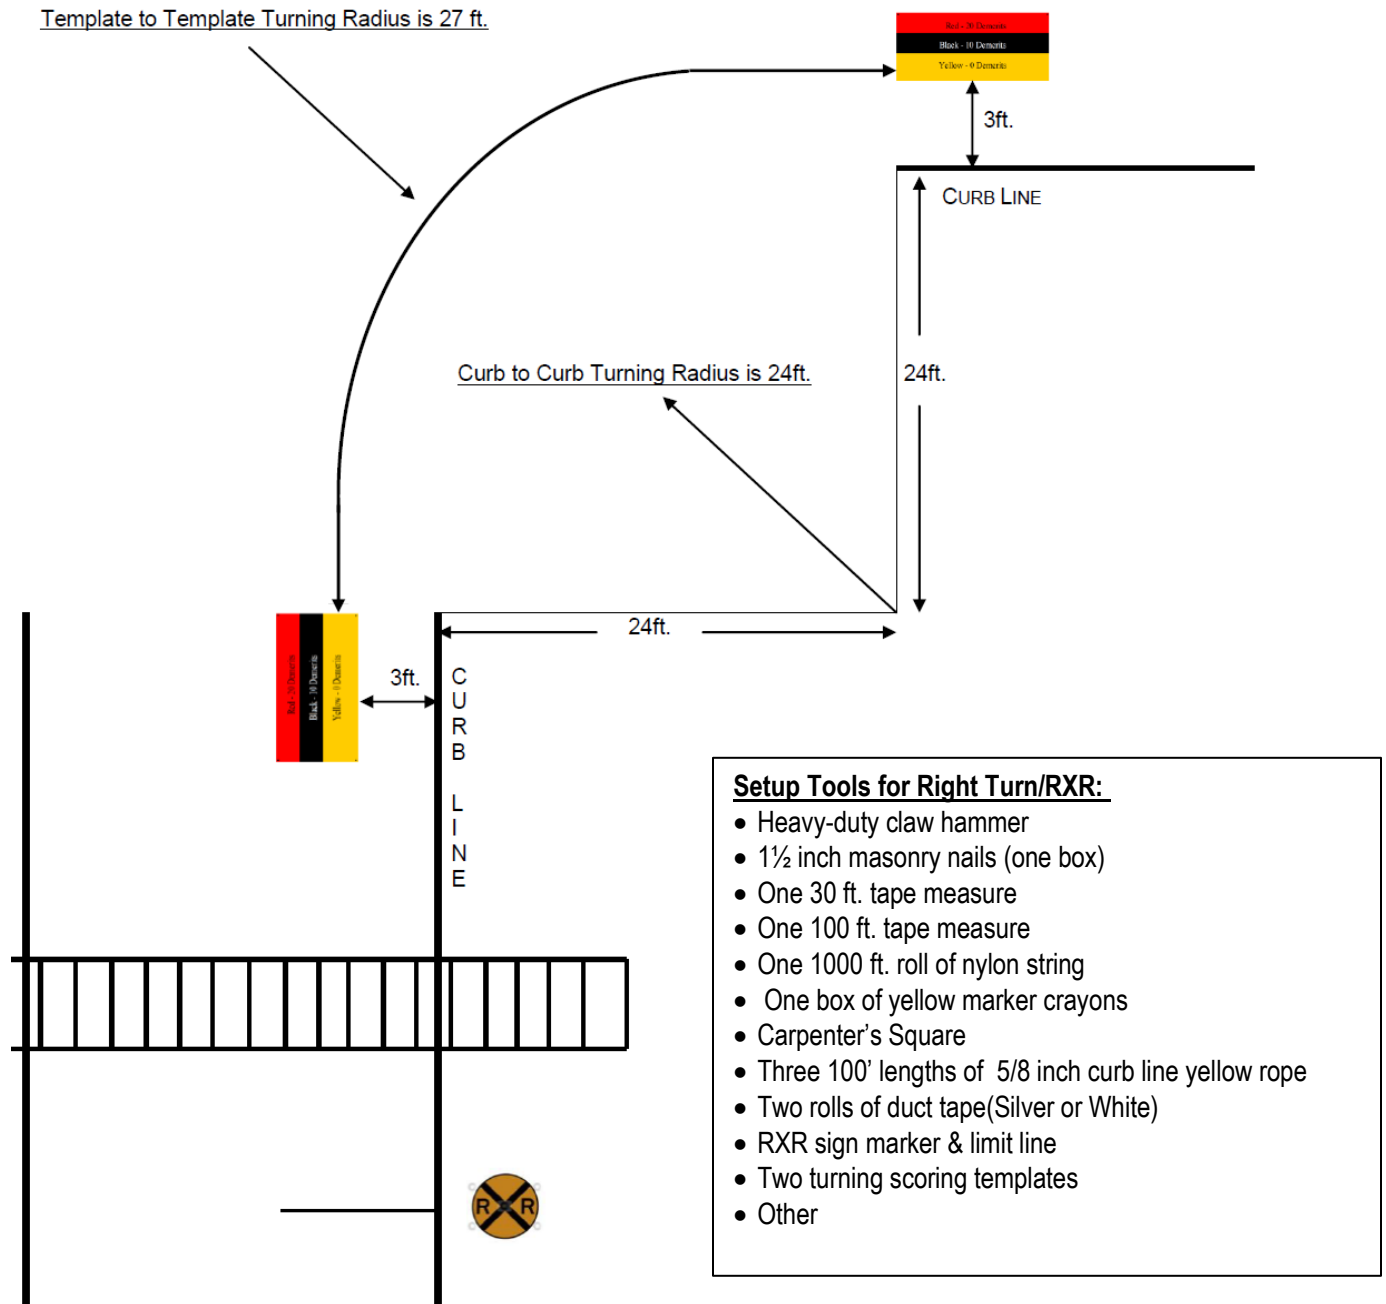 Template to Template Turning Radius is 27 ft.
Red - 20 Demerits
Black - 10 Demerits
Yellow - 0 Demerits
3ft.
CURB LINE
Curb to Curb Turning Radius is 24ft.
24ft.
24ft.
Red - 20 Demerits
Black - 10 Demerits
Yellow - 0 Demerits
3ft.
CURB LINE
Setup Tools for Right Turn/RXR:
• Heavy-duty claw hammer
• 1½ inch masonry nails (one box)
• One 30 ft. tape measure
• One 100 ft. tape measure
• One 1000 ft. roll of nylon string
• One box of yellow marker crayons
• Carpenter’s Square
• Three 100’ lengths of 5/8 inch curb line yellow rope
• Two rolls of duct tape(Silver or White)
• RXR sign marker & limit line
• Two turning scoring templates
• Other
R R